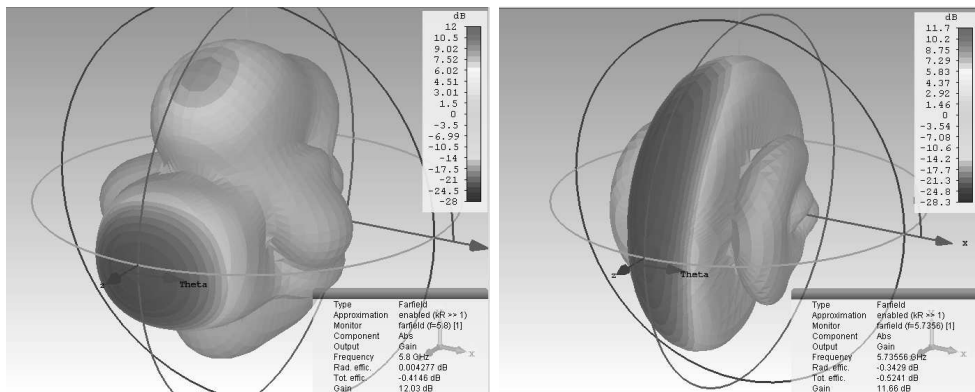 dB
12
10.5
9.02
7.52
6.02
4.51
3.01
1.5
0
-3.5
-6.99
-10.5
-14
-17.5
-21
-24.5
-28
z
Theta
x
Type Farfield
Approximation enabled (kR >> 1)
Monitor farfield (f=5.8) [1]
Component Abs
Output Gain
Frequency 5.8 GHz
Rad. effic. 0.004277 dB
Tot. effic. -0.4146 dB
Gain 12.03 dB
dB
11.7
10.2
8.75
7.29
5.83
4.37
2.92
1.46
0
-3.54
-7.08
-10.6
-14.2
-17.7
-21.3
-24.8
-28.3
x
z
Theta
x
Type Farfield
Approximation enabled (kR >> 1)
Monitor farfield (f=5.7356) [1]
Component Abs
Output Gain
Frequency 5.73556 GHz
Rad. effic. -0.3429 dB
Tot. effic. -0.5241 dB
Gain 11.66 dB